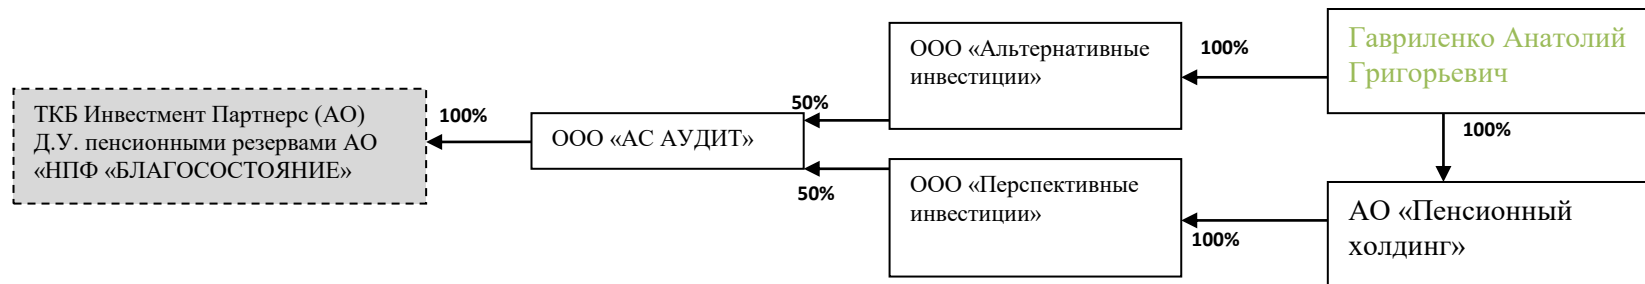 ТКБ Инвестмент Партнерс (АО)
Д.У. пенсионными резервами АО
«НПФ «БЛАГОСОСТОЯНИЕ»
100%
ООО «АС АУДИТ»
50%
50%
ООО «Альтернативные
инвестиции»
100%
ООО «Перспективные
инвестиции»
100%
Гавриленко Анатолий
Григорьевич
100%
АО «Пенсионный
холдинг»